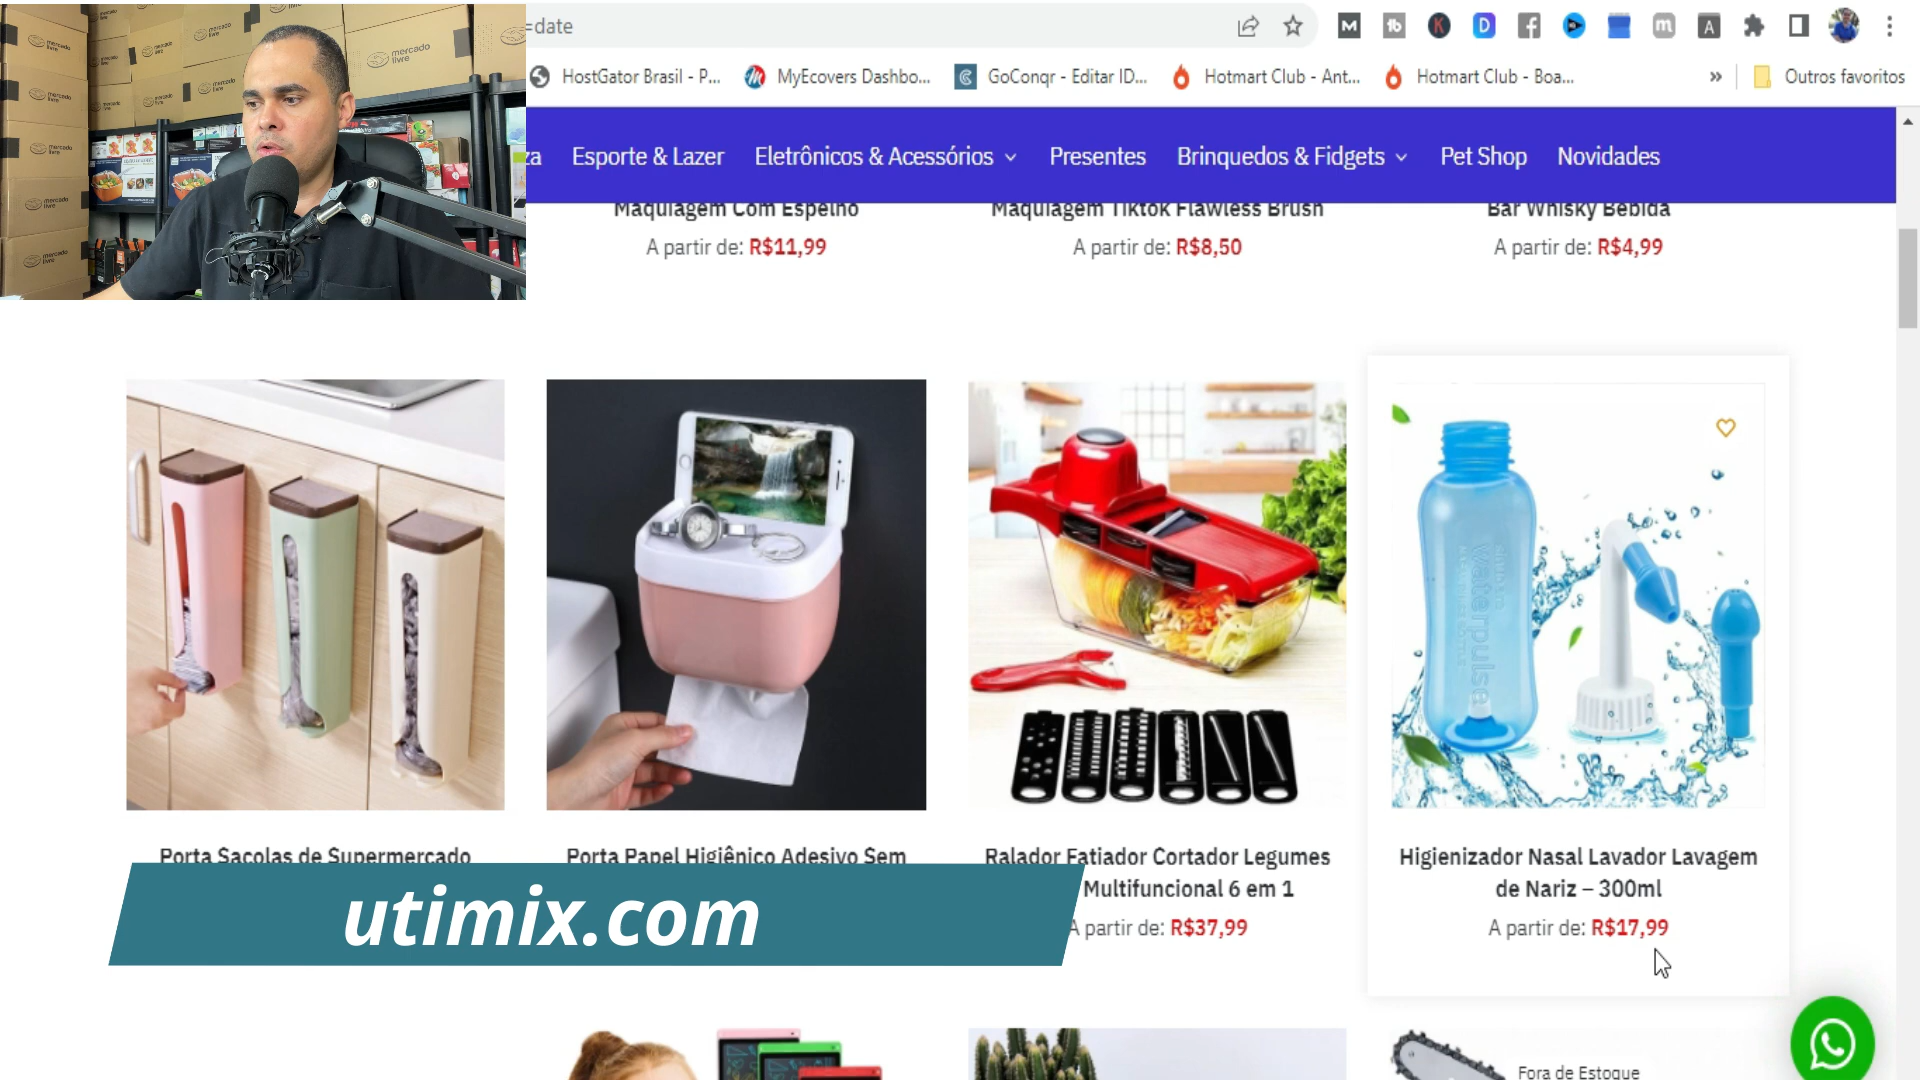 =date
HostGator Brasil - P...
MyEcovers Dashbo...
GoConqr - Editar ID...
Hotmart Club - Ant...
Hotmart Club - Boa...
»
Outros favoritos
za
Esporte & Lazer
Eletrônicos & Acessórios
Presentes
Brinquedos & Fidgets
Pet Shop
Novidades
Maquiagem Com Espelho
A partir de: R$11,99
Maquiagem Tiktok Flawless Brush
A partir de: R$8,50
Bar Whisky Bebida
A partir de: R$4,99
mercado
livre
Waterpulse
Porta Sacolas de Supermercado
Porta Papel Higiênico Adesivo Sem
Ralador Fatiador Cortador Legumes
Multifuncional 6 em 1
A partir de: R$37,99
Higienizador Nasal Lavador Lavagem
de Nariz – 300ml
A partir de: R$17,99
utimix.com
Fora de Estoque